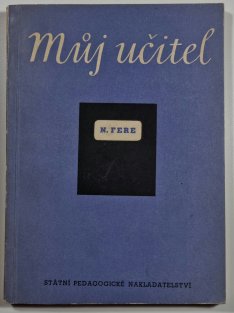 Můj učitel
N. FERE
STÁTNÍ PEDAGOGICKÉ NAKLADATELSTVÍ